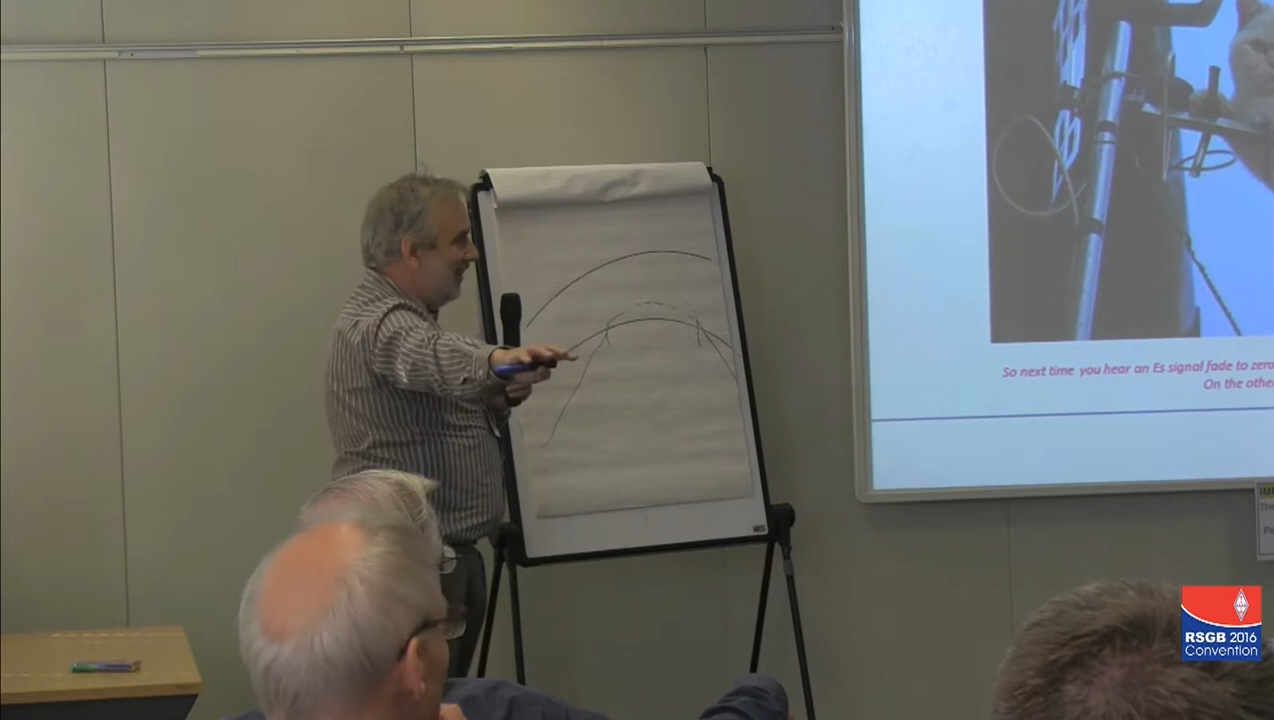 So next time you hear an Es signal fade to zero
On the other
RSGB 2016
Convention